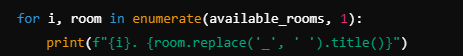 for i, room in enumerate(available_rooms, 1):
    print(f"{i}. {room.replace('_', ' ').title()}")